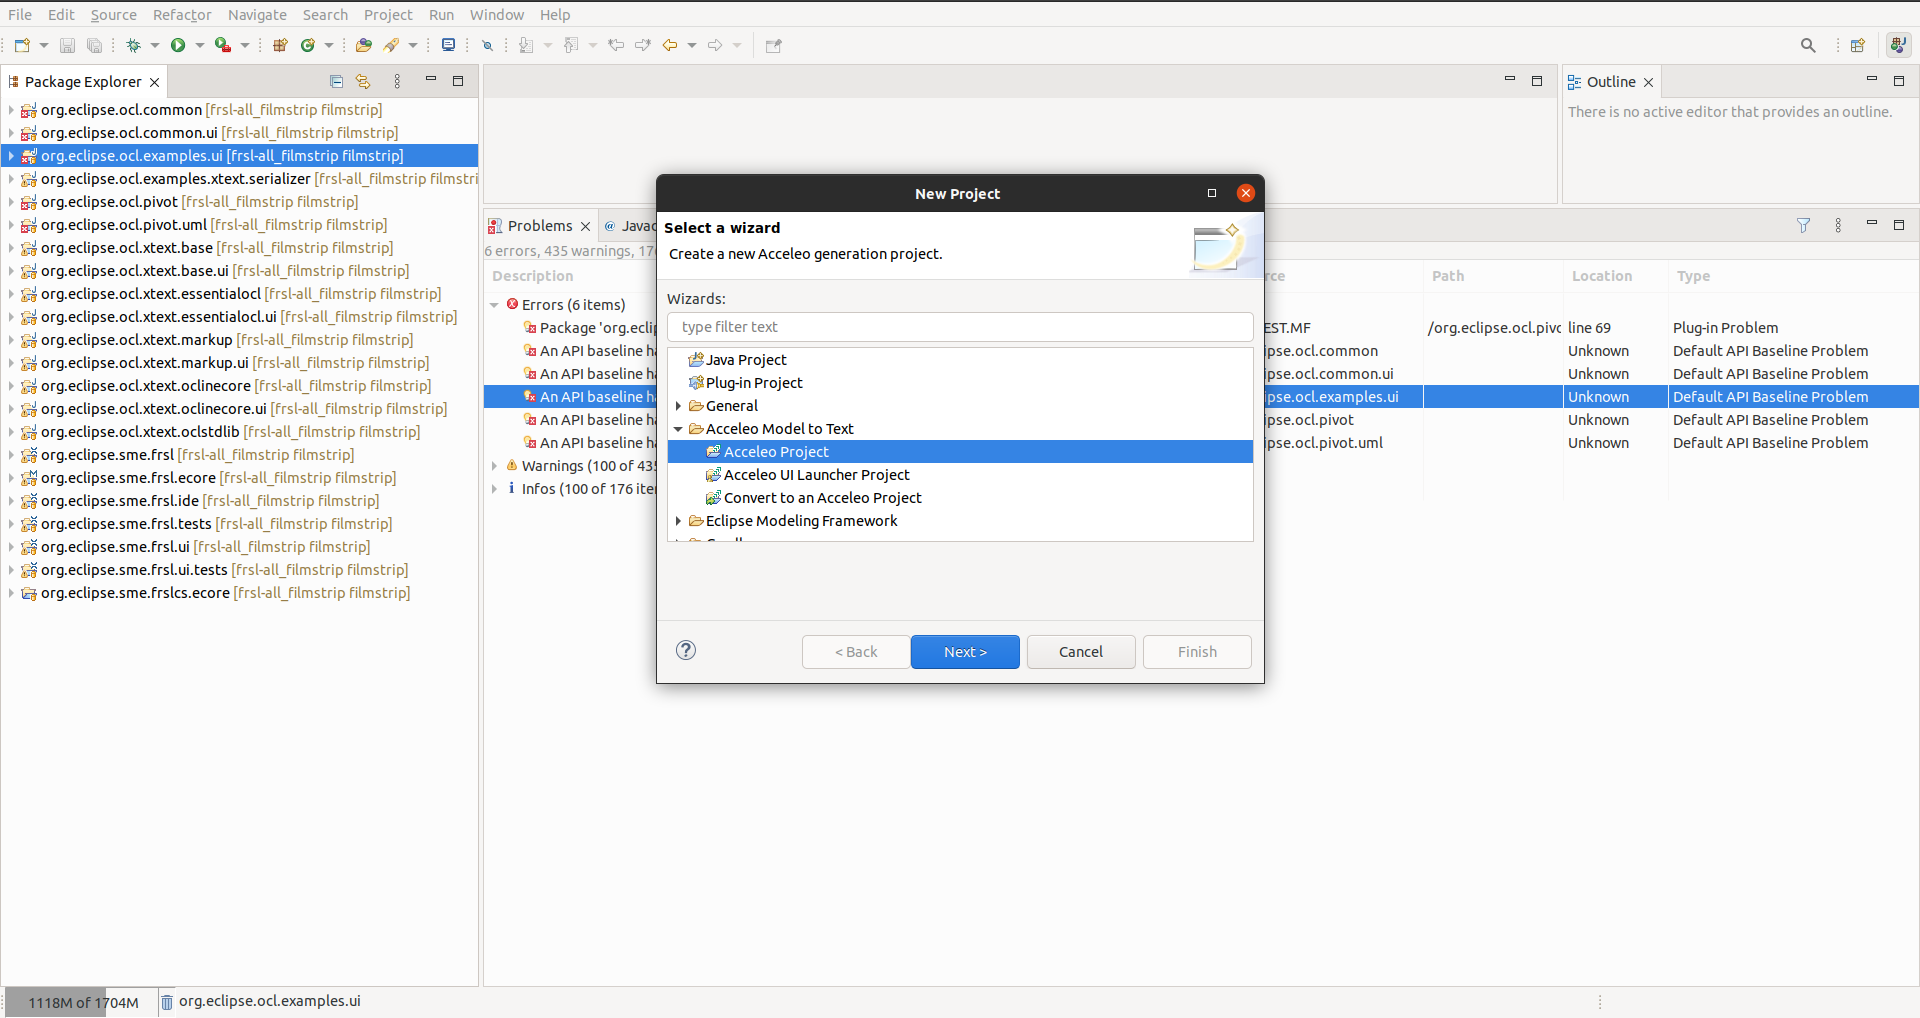 File Edit Source Refactor Navigate Search Project Run Window Help
Package Explorer
org.eclipse.ocl.common [frsl-all_filmstrip filmstrip]
org.eclipse.ocl.common.ui [frsl-all_filmstrip filmstrip]
org.eclipse.ocl.examples.ui [frsl-all_filmstrip filmstrip]
org.eclipse.ocl.examples.xtext.serializer [frsl-all_filmstrip filmstri
org.eclipse.ocl.pivot [frsl-all_filmstrip filmstrip]
org.eclipse.ocl.pivot.uml [frsl-all_filmstrip filmstrip]
org.eclipse.ocl.xtext.base [frsl-all_filmstrip filmstrip]
org.eclipse.ocl.xtext.base.ui [frsl-all_filmstrip filmstrip]
org.eclipse.ocl.xtext.essentialocl [frsl-all_filmstrip filmstrip]
org.eclipse.ocl.xtext.essentialocl.ui [frsl-all_filmstrip filmstrip]
org.eclipse.ocl.xtext.markup [frsl-all_filmstrip filmstrip]
org.eclipse.ocl.xtext.markup.ui [frsl-all_filmstrip filmstrip]
org.eclipse.ocl.xtext.oclinecore [frsl-all_filmstrip filmstrip]
org.eclipse.ocl.xtext.oclinecore.ui [frsl-all_filmstrip filmstrip]
org.eclipse.ocl.xtext.oclstdlib [frsl-all_filmstrip filmstrip]
org.eclipse.sme.frsl [frsl-all_filmstrip filmstrip]
org.eclipse.sme.frsl.ecore [frsl-all_filmstrip filmstrip]
org.eclipse.sme.frsl.ide [frsl-all_filmstrip filmstrip]
org.eclipse.sme.frsl.tests [frsl-all_filmstrip filmstrip]
org.eclipse.sme.frsl.ui [frsl-all_filmstrip filmstrip]
org.eclipse.sme.frsl.ui.tests [frsl-all_filmstrip filmstrip]
org.eclipse.sme.frslcs.ecore [frsl-all_filmstrip filmstrip]
Outline
There is no active editor that provides an outline.
Problems @ Javac
6 errors, 435 warnings, 17
Description rce Path Location Type
Errors (6 items)
Package 'org.eclip EST.MF /org.eclipse.ocl.pivo line 69 Plug-in Problem
An API baseline ha ipse.ocl.common Unknown Default API Baseline Problem
An API baseline ha ipse.ocl.common.ui Unknown Default API Baseline Problem
An API baseline ha ipse.ocl.examples.ui Unknown Default API Baseline Problem
An API baseline ha ipse.ocl.pivot Unknown Default API Baseline Problem
An API baseline ha ipse.ocl.pivot.uml Unknown Default API Baseline Problem
Warnings (100 of 435
Infos (100 of 176 iter
New Project
Select a wizard
Create a new Acceleo generation project.
Wizards:
type filter text
Java Project
Plug-in Project
General
Acceleo Model to Text
Acceleo Project
Acceleo UI Launcher Project
Convert to an Acceleo Project
Eclipse Modeling Framework
? < Back Next > Cancel Finish
1118M of 1704M org.eclipse.ocl.examples.ui